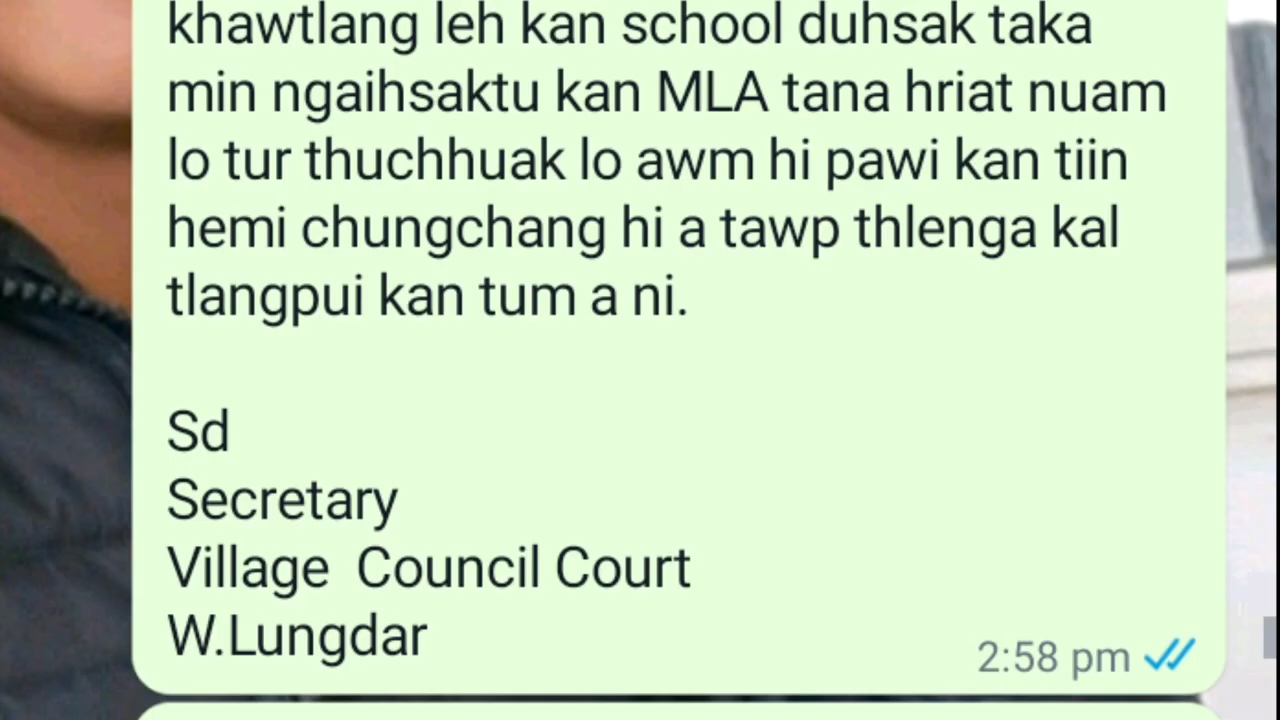 khawtlang leh kan school duhsak taka
min ngaihsaktu kan MLA tana hriat nuam
lo tur thuchhuak lo awm hi pawi kan tiin
hemi chungchang hi a tawp thlenga kal
tlangpui kan tum a ni.
Sd
Secretary
Village  Council Court
W.Lungdar
2:58 pm